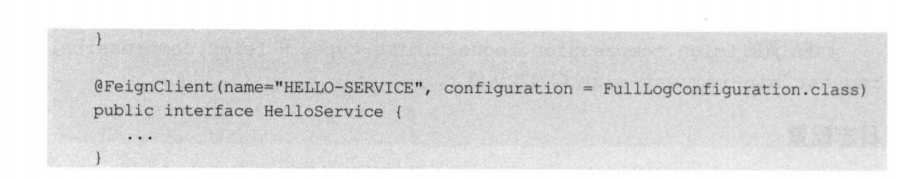 }
@FeignClient(name="HELLO-SERVICE", configuration = FullLogConfiguration.class)
public interface HelloService {
...
}